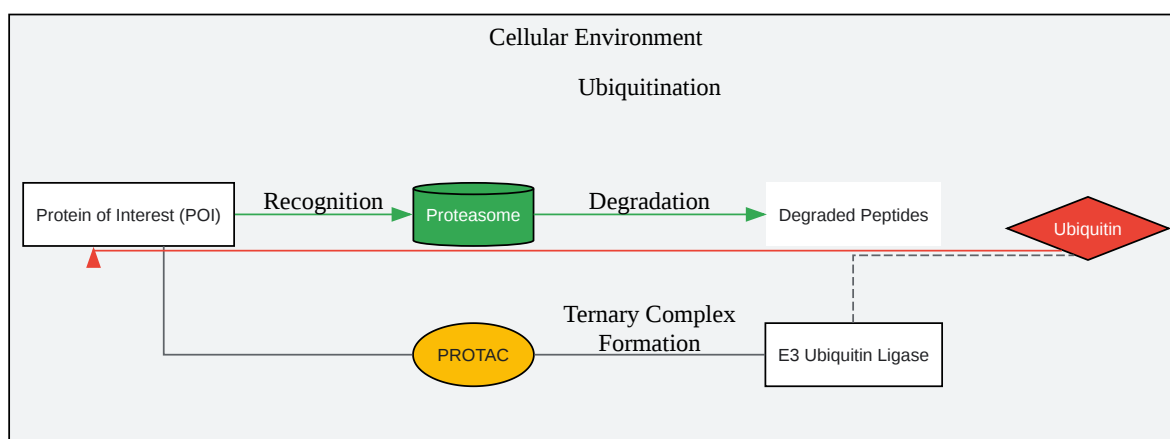 Cellular Environment
Ubiquitination
Protein of Interest (POI)
Recognition
Proteasome
Degradation
Degraded Peptides
Ubiquitin
Ternary Complex
Formation
PROTAC
E3 Ubiquitin Ligase